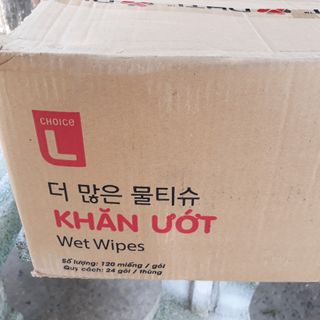 CHOICE
L
더 많은 물티슈
KHĂN ƯỚT
Wet Wipes
Số lượng: 120 miếng / gói
Quy cách: 24 gói / thùng